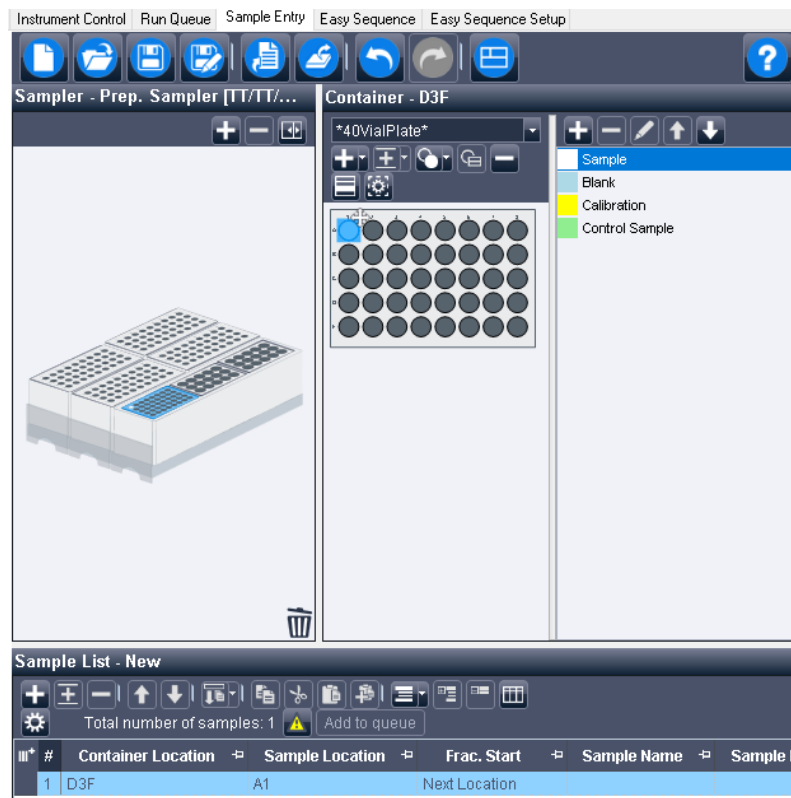 Instrument Control Run Queue Sample Entry Easy Sequence Easy Sequence Setup
?
Sampler - Prep. Sampler [TT/TT/...
Container - D3F
*40VialPlate*
Sample
Blank
Calibration
Control Sample
Sample List - New
Total number of samples: 1 Add to queue
# Container Location Sample Location Frac. Start Sample Name Sample
1 D3F A1 Next Location